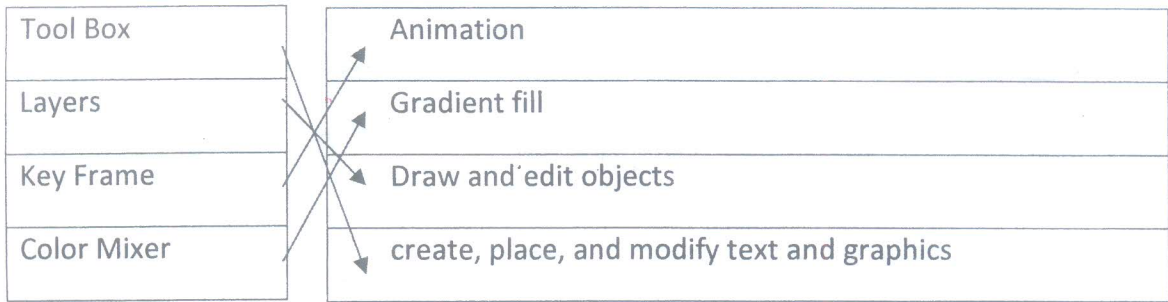 Tool Box
Animation
Layers
Gradient fill
Key Frame
Draw and edit objects
Color Mixer
create, place, and modify text and graphics